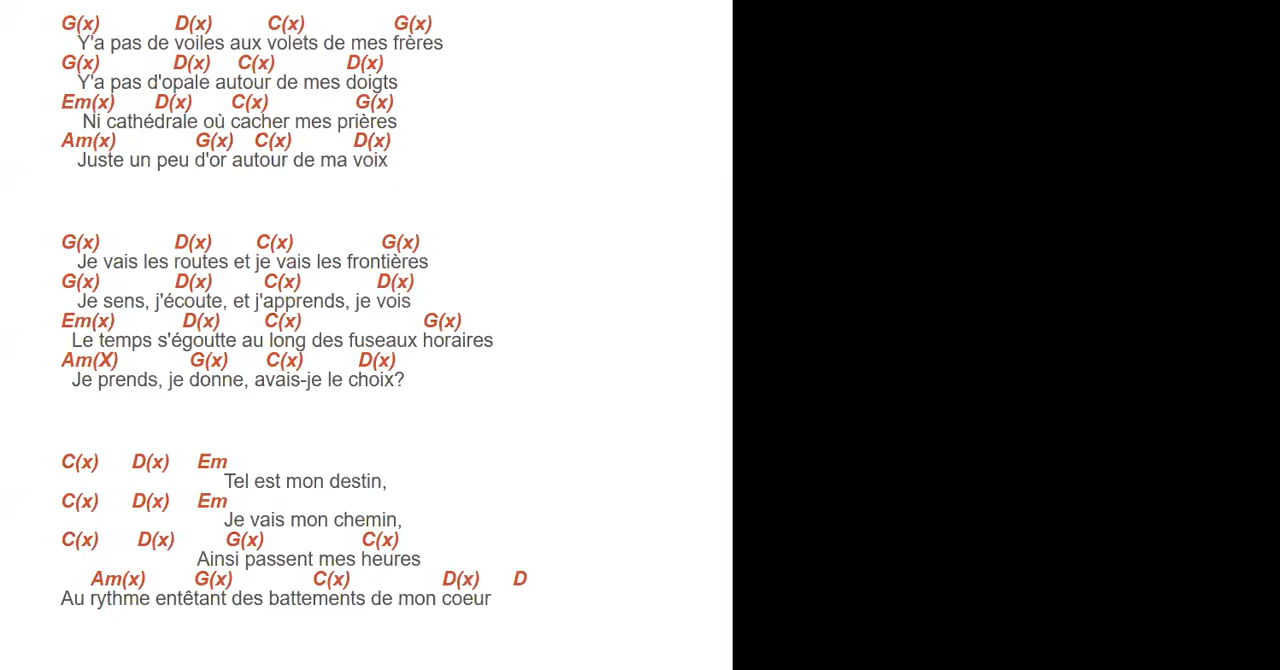 G(x) D(x) C(x) G(x)
Y'a pas de voiles aux volets de mes frères
G(x) D(x) C(x) D(x)
Y'a pas d'opale autour de mes doigts
Em(x) D(x) C(x) G(x)
Ni cathédrale où cacher mes prières
Am(x) G(x) C(x) D(x)
Juste un peu d'or autour de ma voix
G(x) D(x) C(x) G(x)
Je vais les routes et je vais les frontières
G(x) D(x) C(x) D(x)
Je sens, j'écoute, et j'apprends, je vois
Em(x) D(x) C(x) G(x)
Le temps s'égoutte au long des fuseaux horaires
Am(X) G(x) C(x) D(x)
Je prends, je donne, avais-je le choix?
C(x) D(x) Em
Tel est mon destin,
C(x) D(x) Em
Je vais mon chemin,
C(x) D(x) G(x) C(x)
Ainsi passent mes heures
Am(x) G(x) C(x) D(x) D
Au rythme entêtant des battements de mon coeur